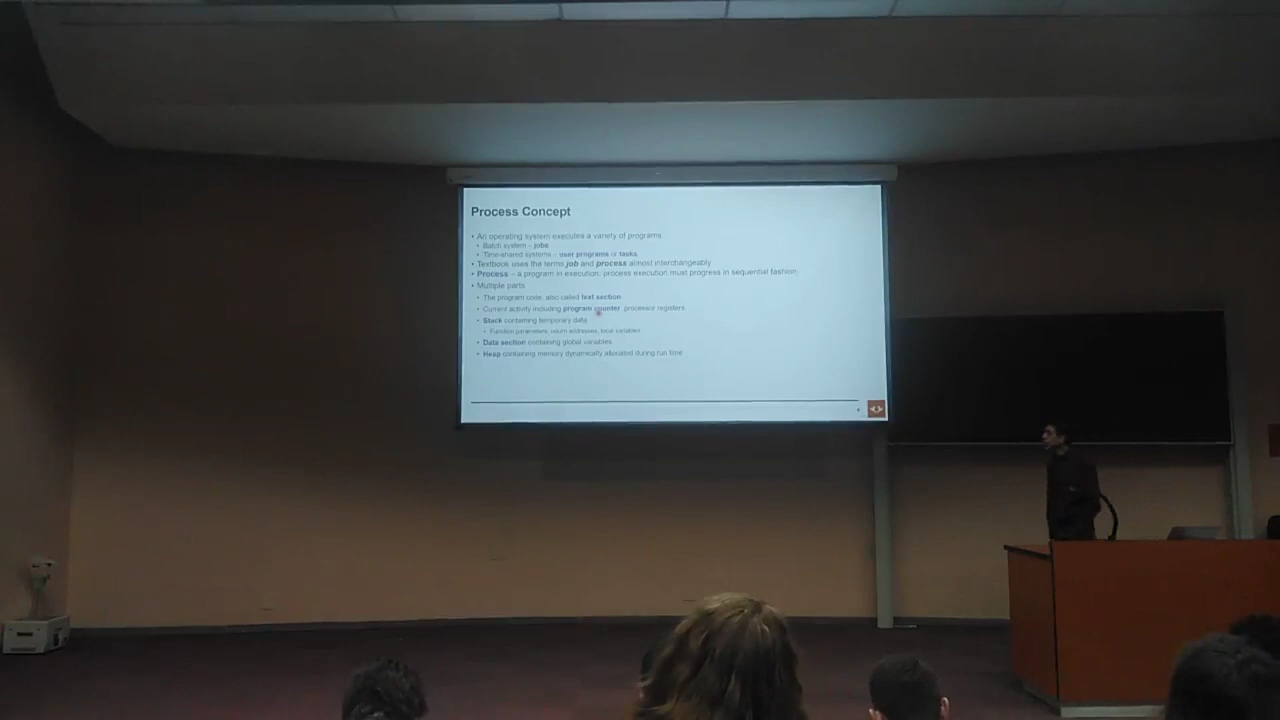 Process Concept
• An operating system executes a variety of programs
• Batch system – jobs
• Time-shared systems – user programs or tasks
• Textbook uses the terms job and process almost interchangeably
• Process – a program in execution; process execution must progress in sequential fashion
• Multiple parts
• The program code, also called text section
• Current activity including program counter, processor registers
• Stack containing temporary data
• Function parameters, return addresses, local variables
• Data section containing global variables
• Heap containing memory dynamically allocated during run time